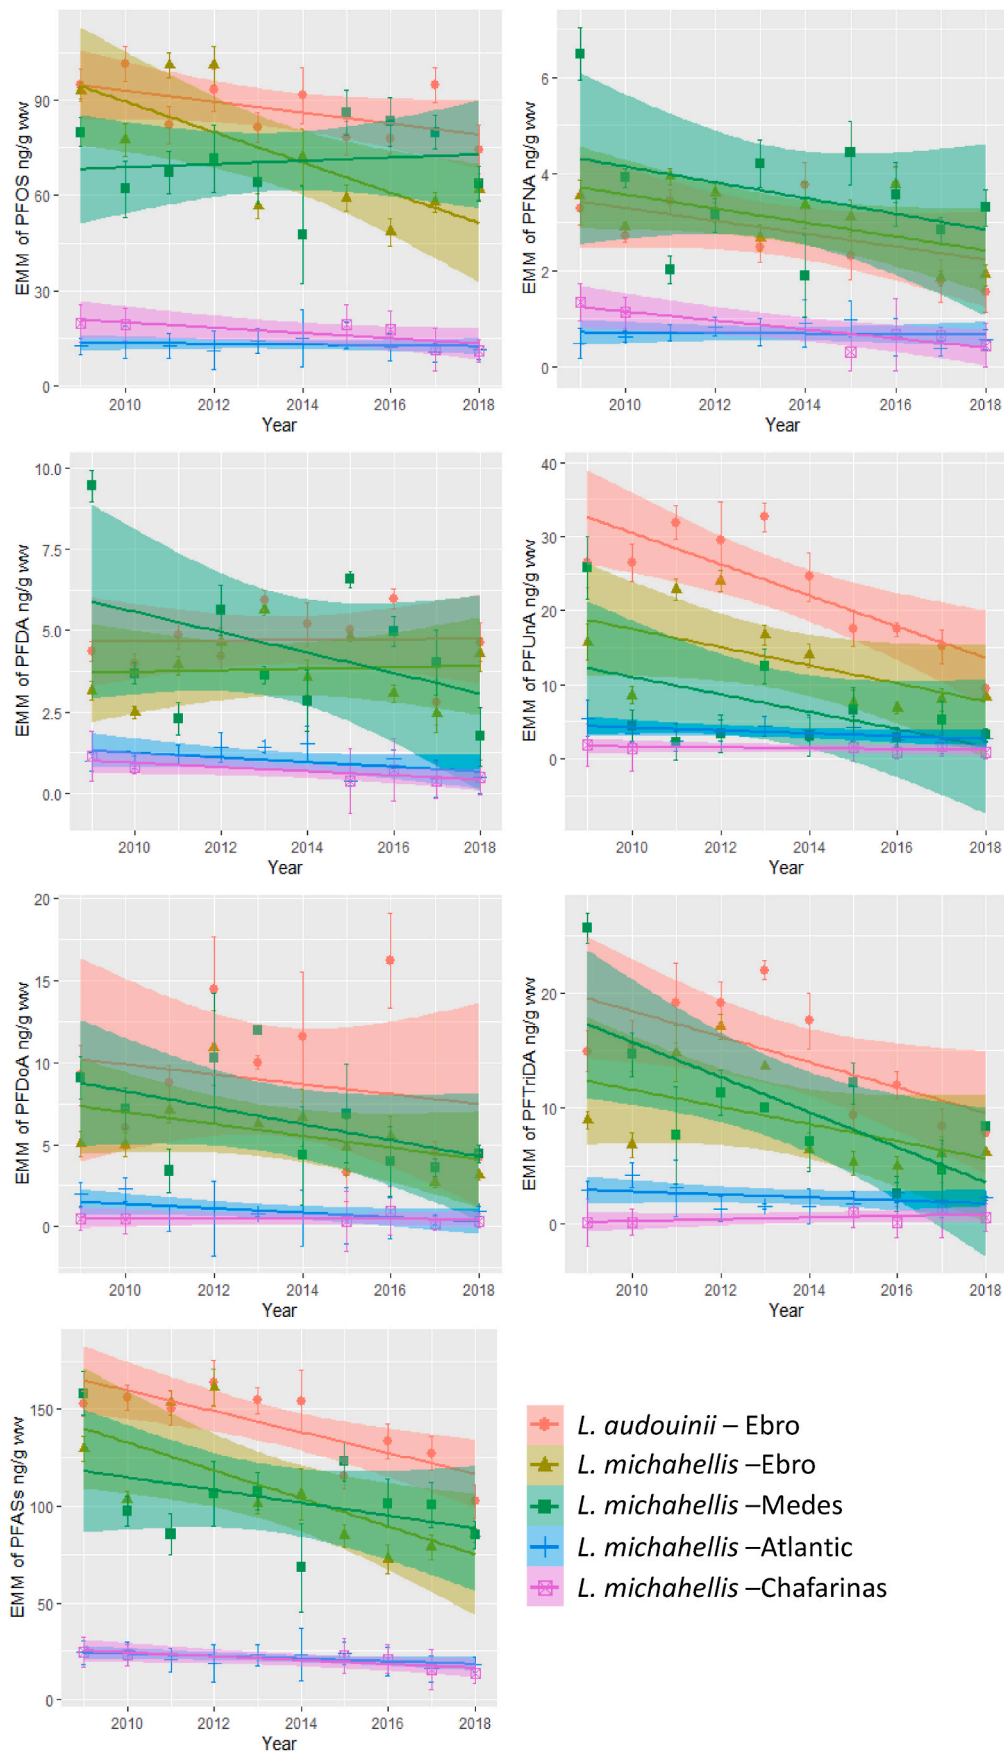 EMM of PFOS ng/g ww
90
60
30
0
2010 2012 2014 2016 2018
Year
EMM of PFNA ng/g ww
6
4
2
0
2010 2012 2014 2016 2018
Year
EMM of PFDA ng/g ww
10.0
7.5
5.0
2.5
0.0
2010 2012 2014 2016 2018
Year
EMM of PFUnA ng/g ww
40
30
20
10
0
2010 2012 2014 2016 2018
Year
EMM of PFDoA ng/g ww
20
15
10
5
0
2010 2012 2014 2016 2018
Year
EMM of PFTriDA ng/g ww
20
10
0
2010 2012 2014 2016 2018
Year
EMM of PFASs ng/g ww
150
100
50
0
2010 2012 2014 2016 2018
Year
L. audouinii – Ebro
L. michahellis –Ebro
L. michahellis –Medes
L. michahellis –Atlantic
L. michahellis –Chafarinas